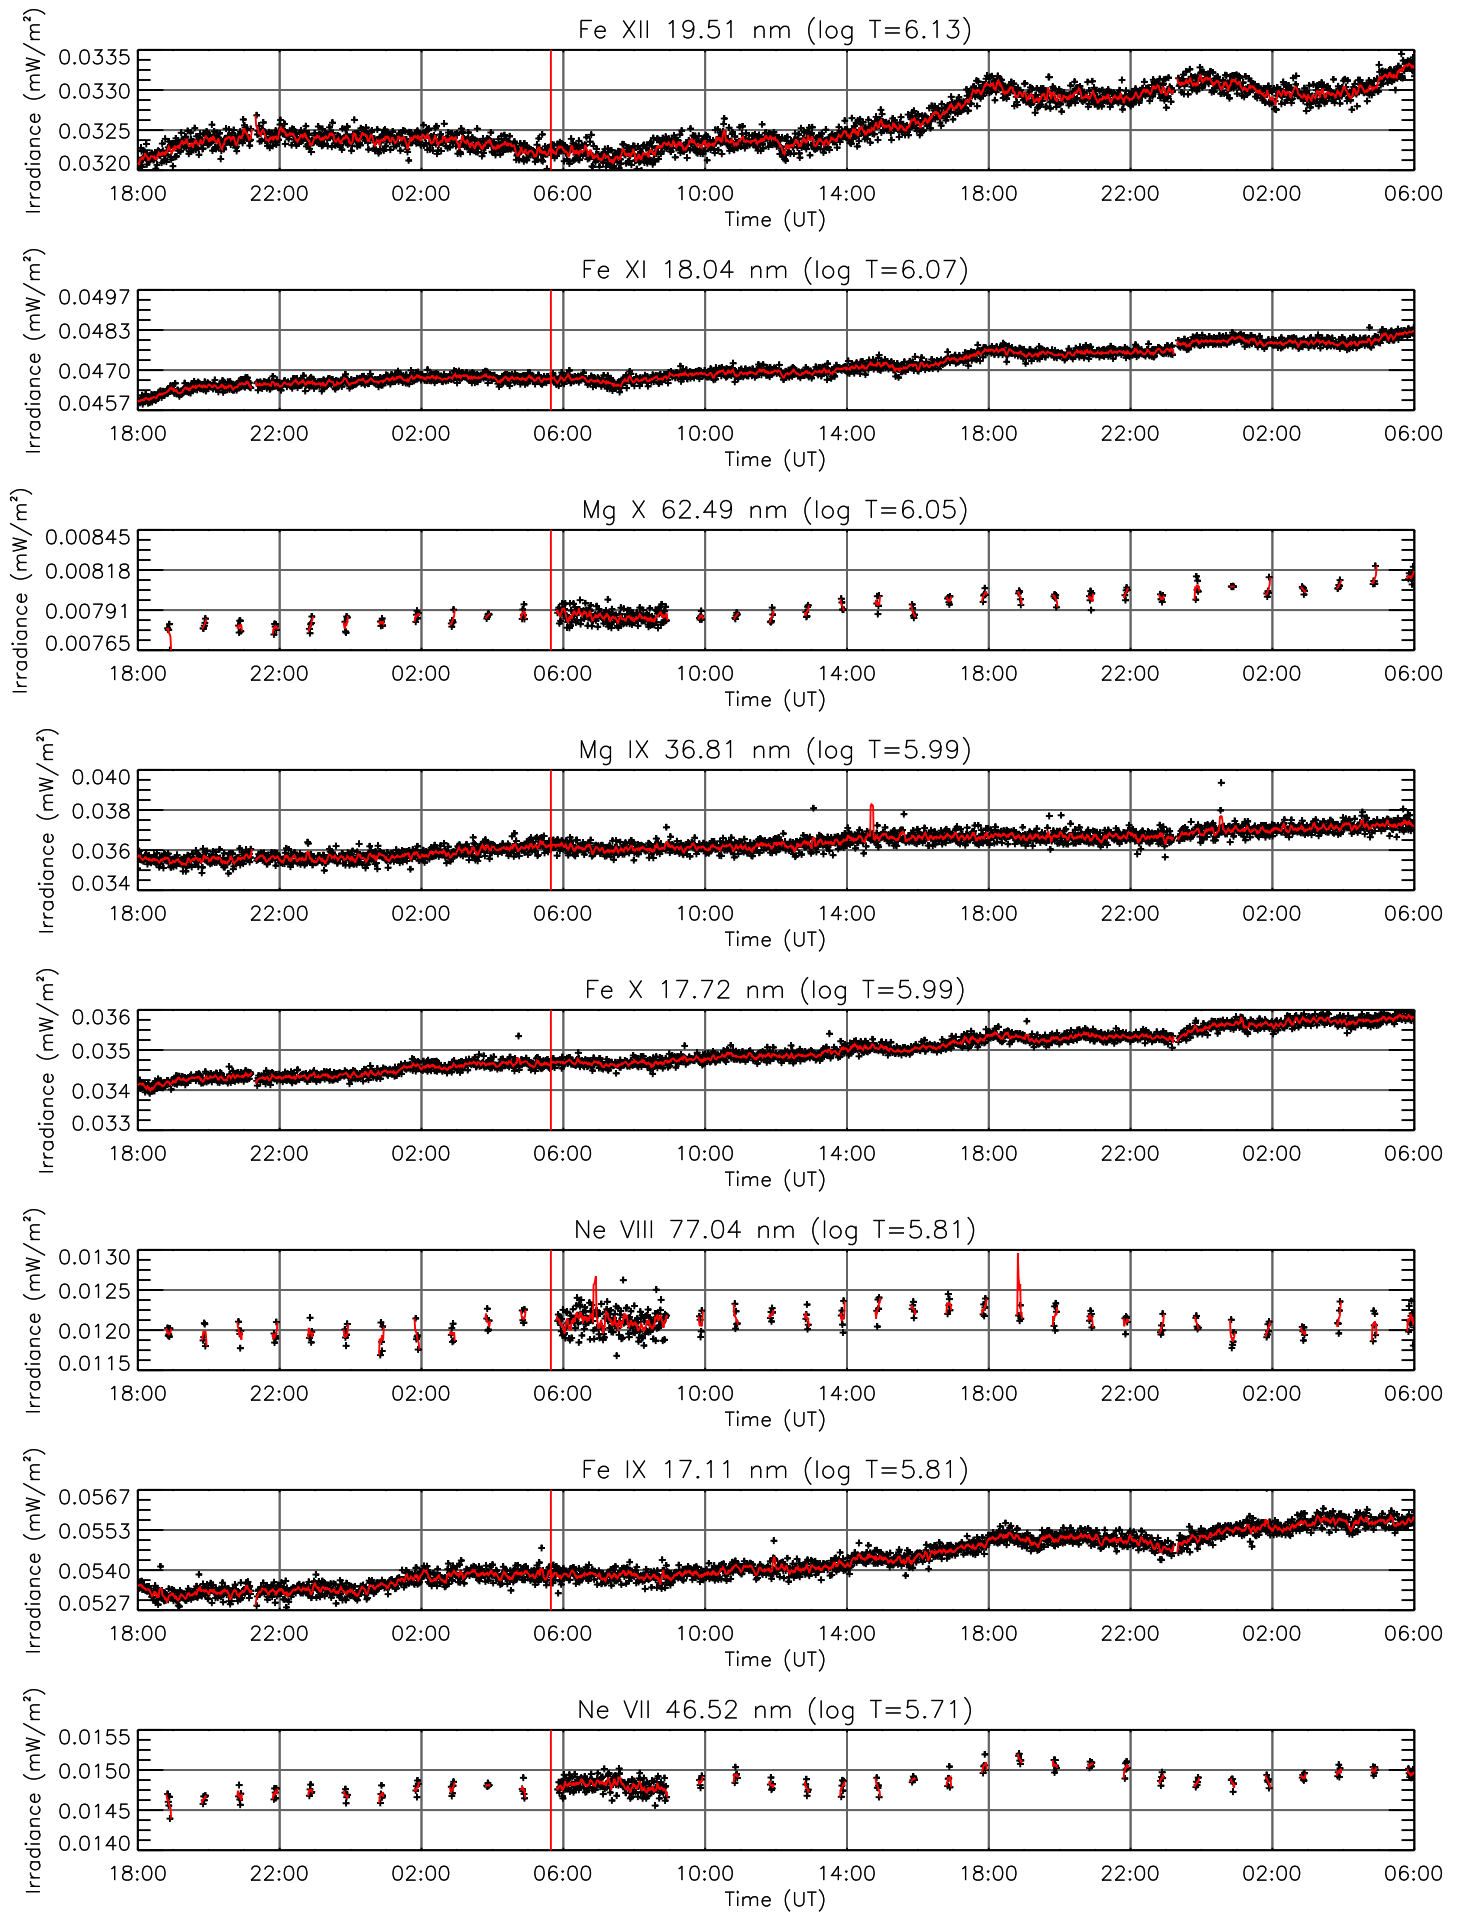 Fe XII 19.51 nm (log T=6.13)
Irradiance (mW/m²)
0.0335
0.0330
0.0325
0.0320
18:00 22:00 02:00 06:00 10:00 14:00 18:00 22:00 02:00 06:00
Time (UT)
Fe XI 18.04 nm (log T=6.07)
Irradiance (mW/m²)
0.0497
0.0483
0.0470
0.0457
18:00 22:00 02:00 06:00 10:00 14:00 18:00 22:00 02:00 06:00
Time (UT)
Mg X 62.49 nm (log T=6.05)
Irradiance (mW/m²)
0.00845
0.00818
0.00791
0.00765
18:00 22:00 02:00 06:00 10:00 14:00 18:00 22:00 02:00 06:00
Time (UT)
Mg IX 36.81 nm (log T=5.99)
Irradiance (mW/m²)
0.040
0.038
0.036
0.034
18:00 22:00 02:00 06:00 10:00 14:00 18:00 22:00 02:00 06:00
Time (UT)
Fe X 17.72 nm (log T=5.99)
Irradiance (mW/m²)
0.036
0.035
0.034
0.033
18:00 22:00 02:00 06:00 10:00 14:00 18:00 22:00 02:00 06:00
Time (UT)
Ne VIII 77.04 nm (log T=5.81)
Irradiance (mW/m²)
0.0130
0.0125
0.0120
0.0115
18:00 22:00 02:00 06:00 10:00 14:00 18:00 22:00 02:00 06:00
Time (UT)
Fe IX 17.11 nm (log T=5.81)
Irradiance (mW/m²)
0.0567
0.0553
0.0540
0.0527
18:00 22:00 02:00 06:00 10:00 14:00 18:00 22:00 02:00 06:00
Time (UT)
Ne VII 46.52 nm (log T=5.71)
Irradiance (mW/m²)
0.0155
0.0150
0.0145
0.0140
18:00 22:00 02:00 06:00 10:00 14:00 18:00 22:00 02:00 06:00
Time (UT)